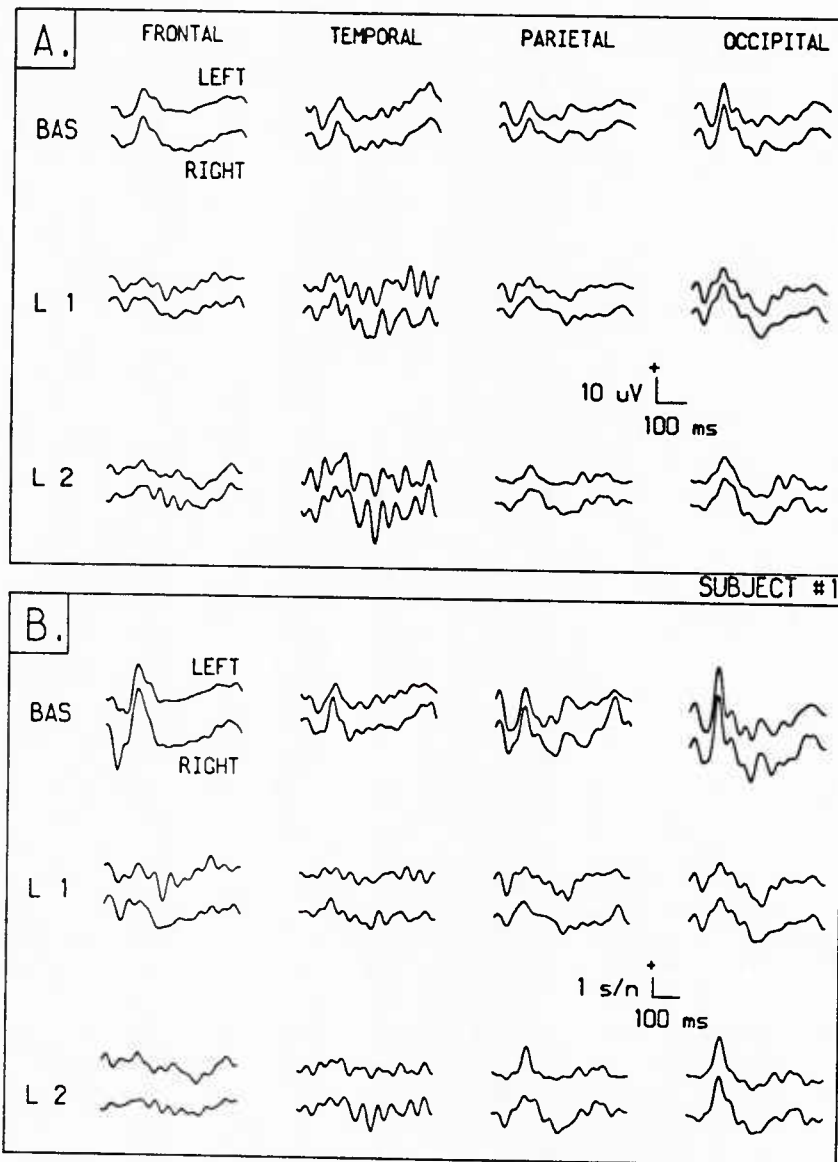 A.
FRONTAL TEMPORAL PARIETAL OCCIPITAL
LEFT
BAS
RIGHT
L 1
+
10 uV
100 ms
L 2
SUBJECT #1
B.
LEFT
BAS
RIGHT
L 1
+
1 s/n
100 ms
L 2